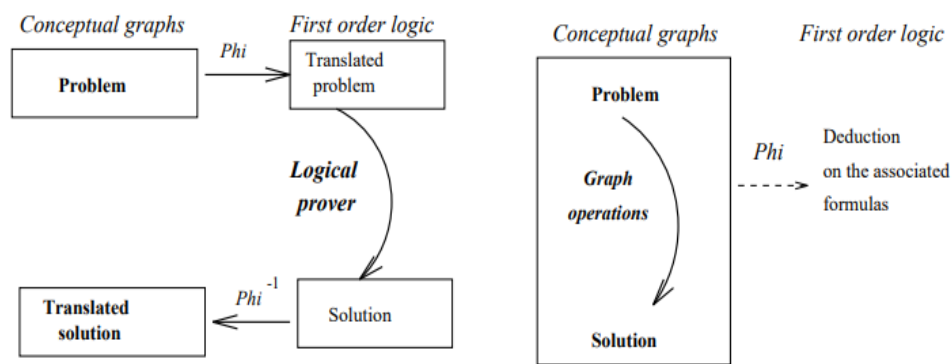 Conceptual graphs
First order logic
Phi
Problem
Translated
problem
Logical
prover
Phi -1
Translated
solution
Solution
Conceptual graphs
First order logic
Problem
Graph
operations
Solution
Phi
Deduction
on the associated
formulas